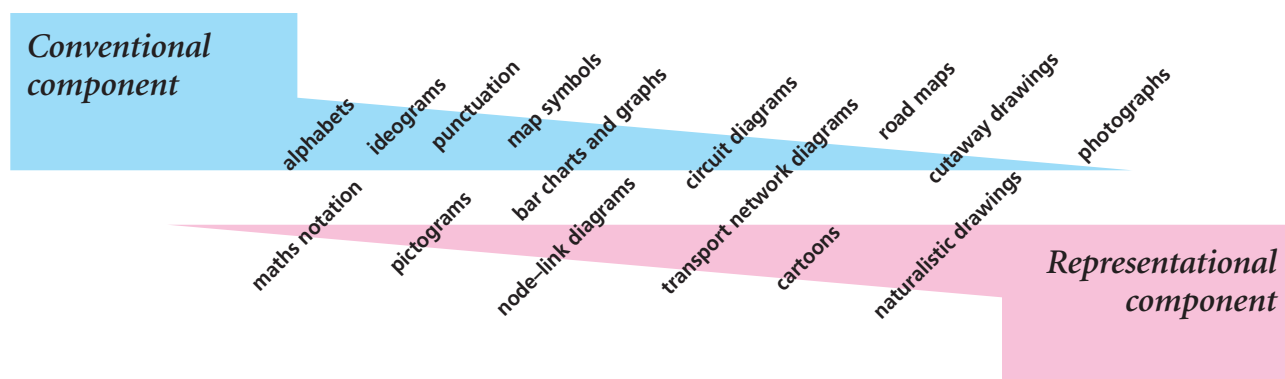 Conventional
component
alphabets
ideograms
punctuation
map symbols
bar charts and graphs
circuit diagrams
road maps
cutaway drawings
photographs
maths notation
pictograms
node–link diagrams
transport network diagrams
cartoons
naturalistic drawings
Representational
component